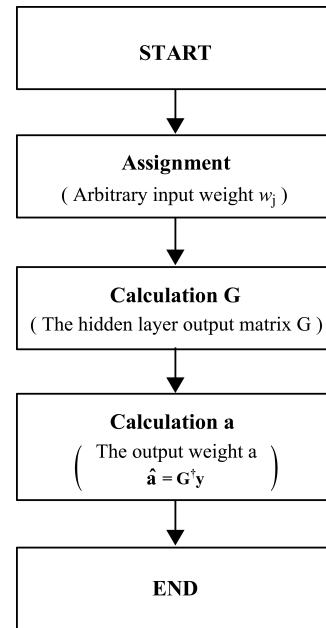 START
Assignment
( Arbitrary input weight wj )
Calculation G
( The hidden layer output matrix G )
Calculation a
( The output weight a
â = G†y )
END